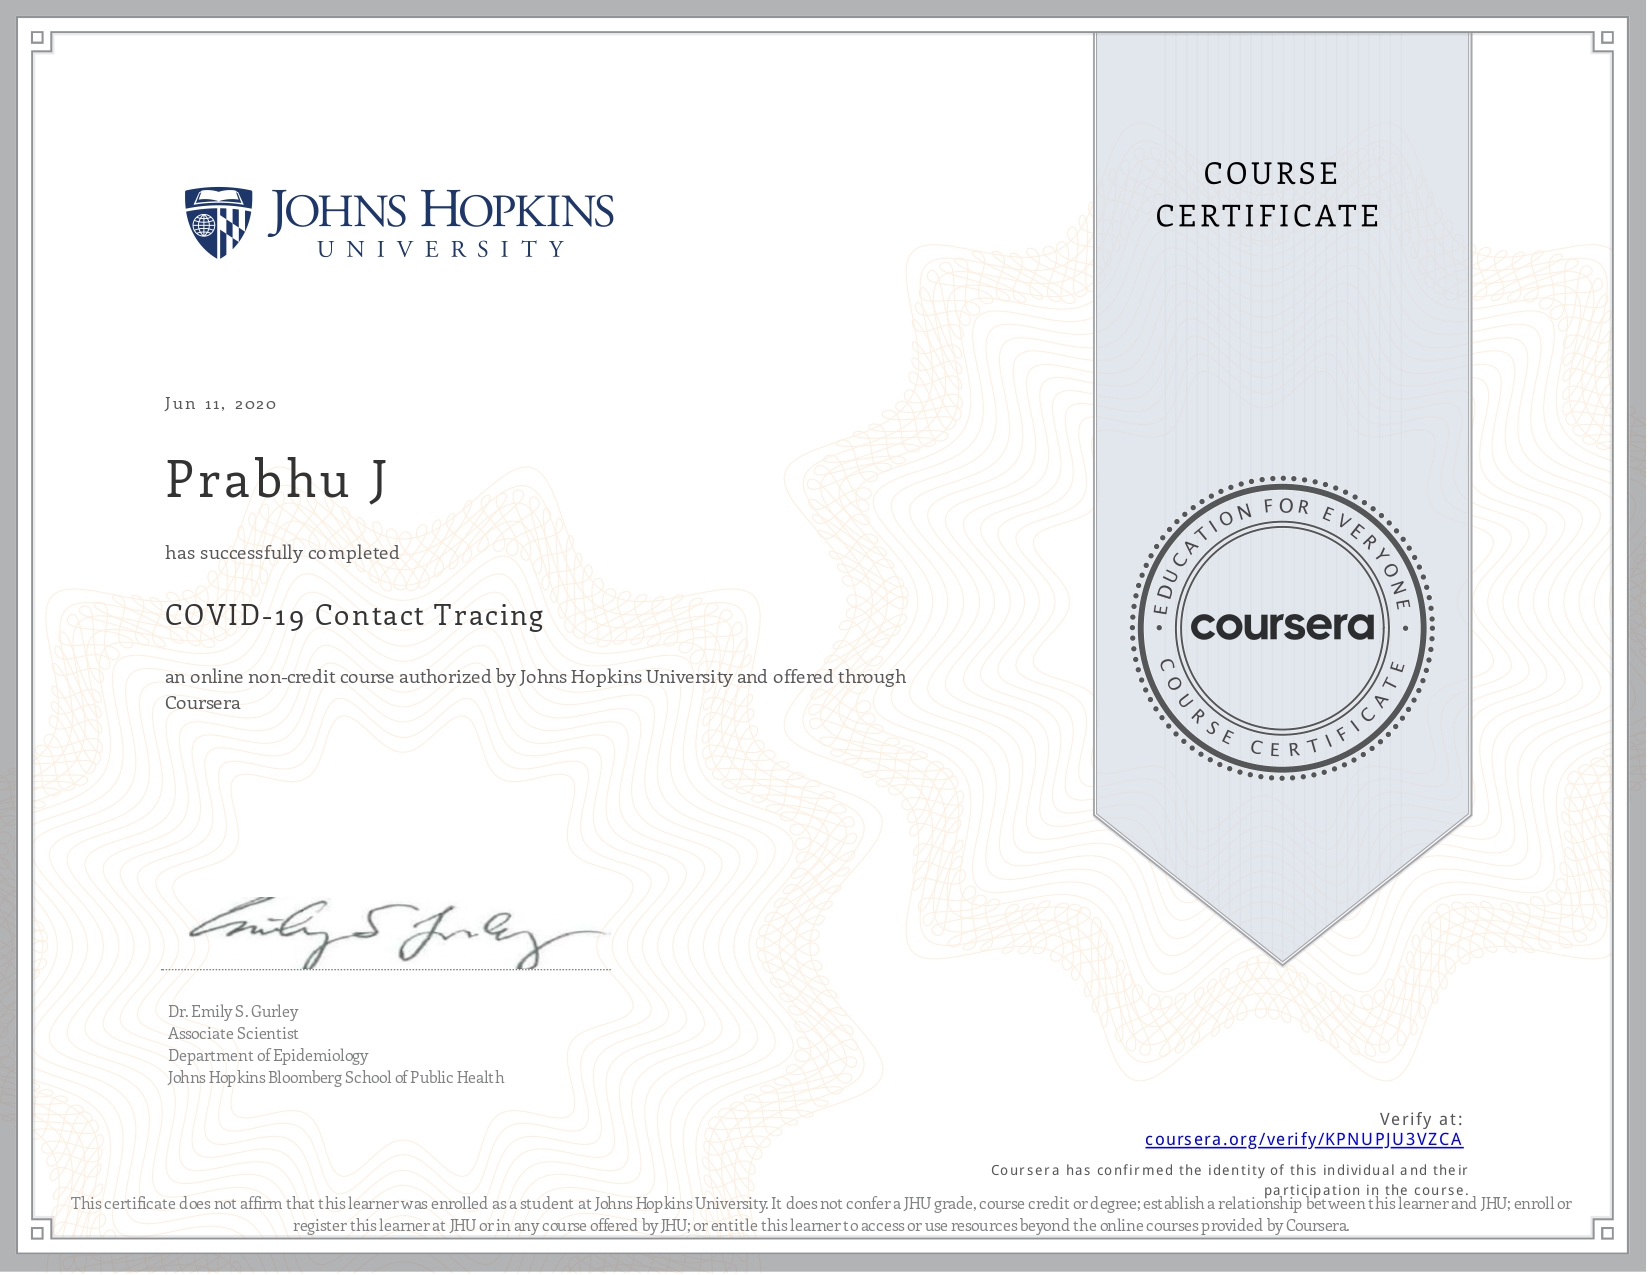 JOHNS HOPKINS
UNIVERSITY
COURSE
CERTIFICATE
Jun 11, 2020
Prabhu J
has successfully completed
COVID-19 Contact Tracing
an online non-credit course authorized by Johns Hopkins University and offered through
Coursera
EDUCATION FOR EVERYONE
coursera
COURSE CERTIFICATE
Emily S Gurley
Dr. Emily S. Gurley
Associate Scientist
Department of Epidemiology
Johns Hopkins Bloomberg School of Public Health
Verify at:
coursera.org/verify/KPNUPJU3VZCA
Coursera has confirmed the identity of this individual and their
participation in the course.
This certificate does not affirm that this learner was enrolled as a student at Johns Hopkins University. It does not confer a JHU grade, course credit or degree; establish a relationship between this learner and JHU; enroll or
register this learner at JHU or in any course offered by JHU; or entitle this learner to access or use resources beyond the online courses provided by Coursera.